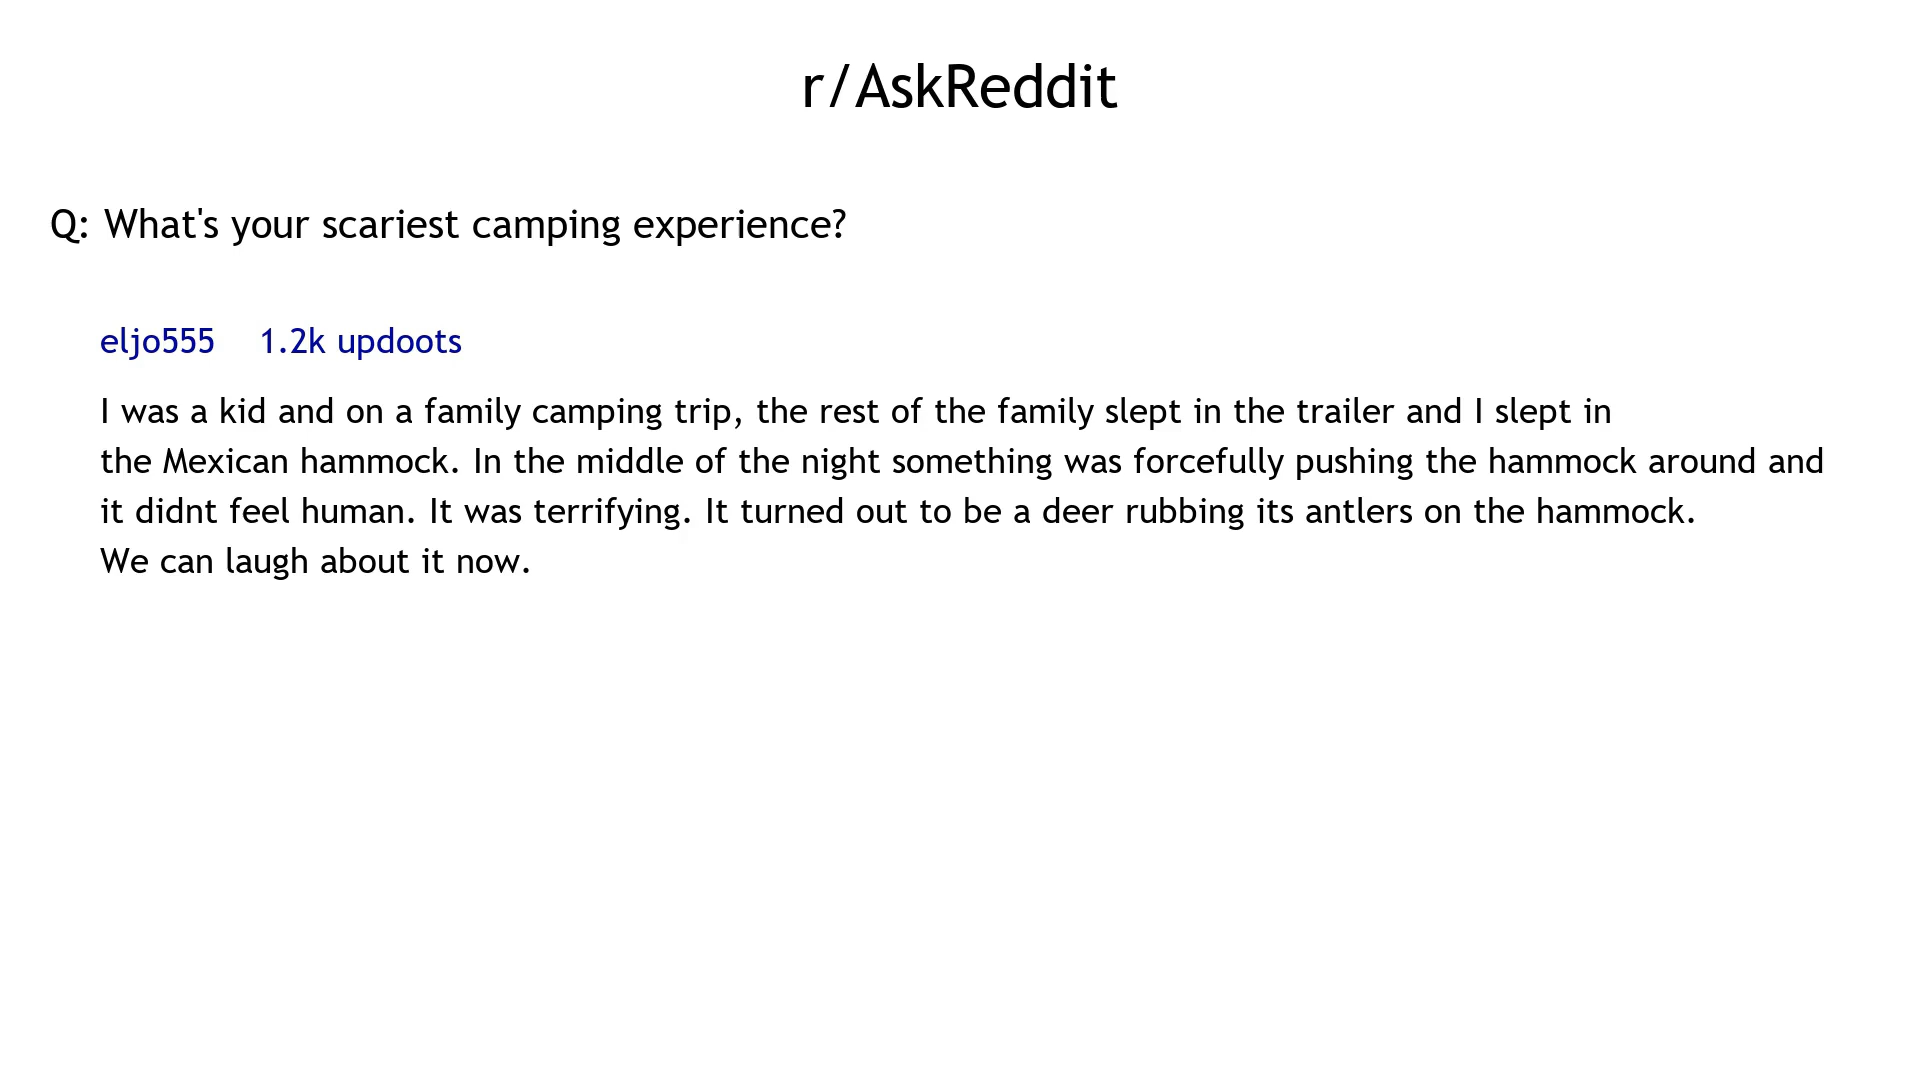 r/AskReddit
Q: What's your scariest camping experience?
eljo555 1.2k updoots
I was a kid and on a family camping trip, the rest of the family slept in the trailer and I slept in
the Mexican hammock. In the middle of the night something was forcefully pushing the hammock around and
it didnt feel human. It was terrifying. It turned out to be a deer rubbing its antlers on the hammock.
We can laugh about it now.